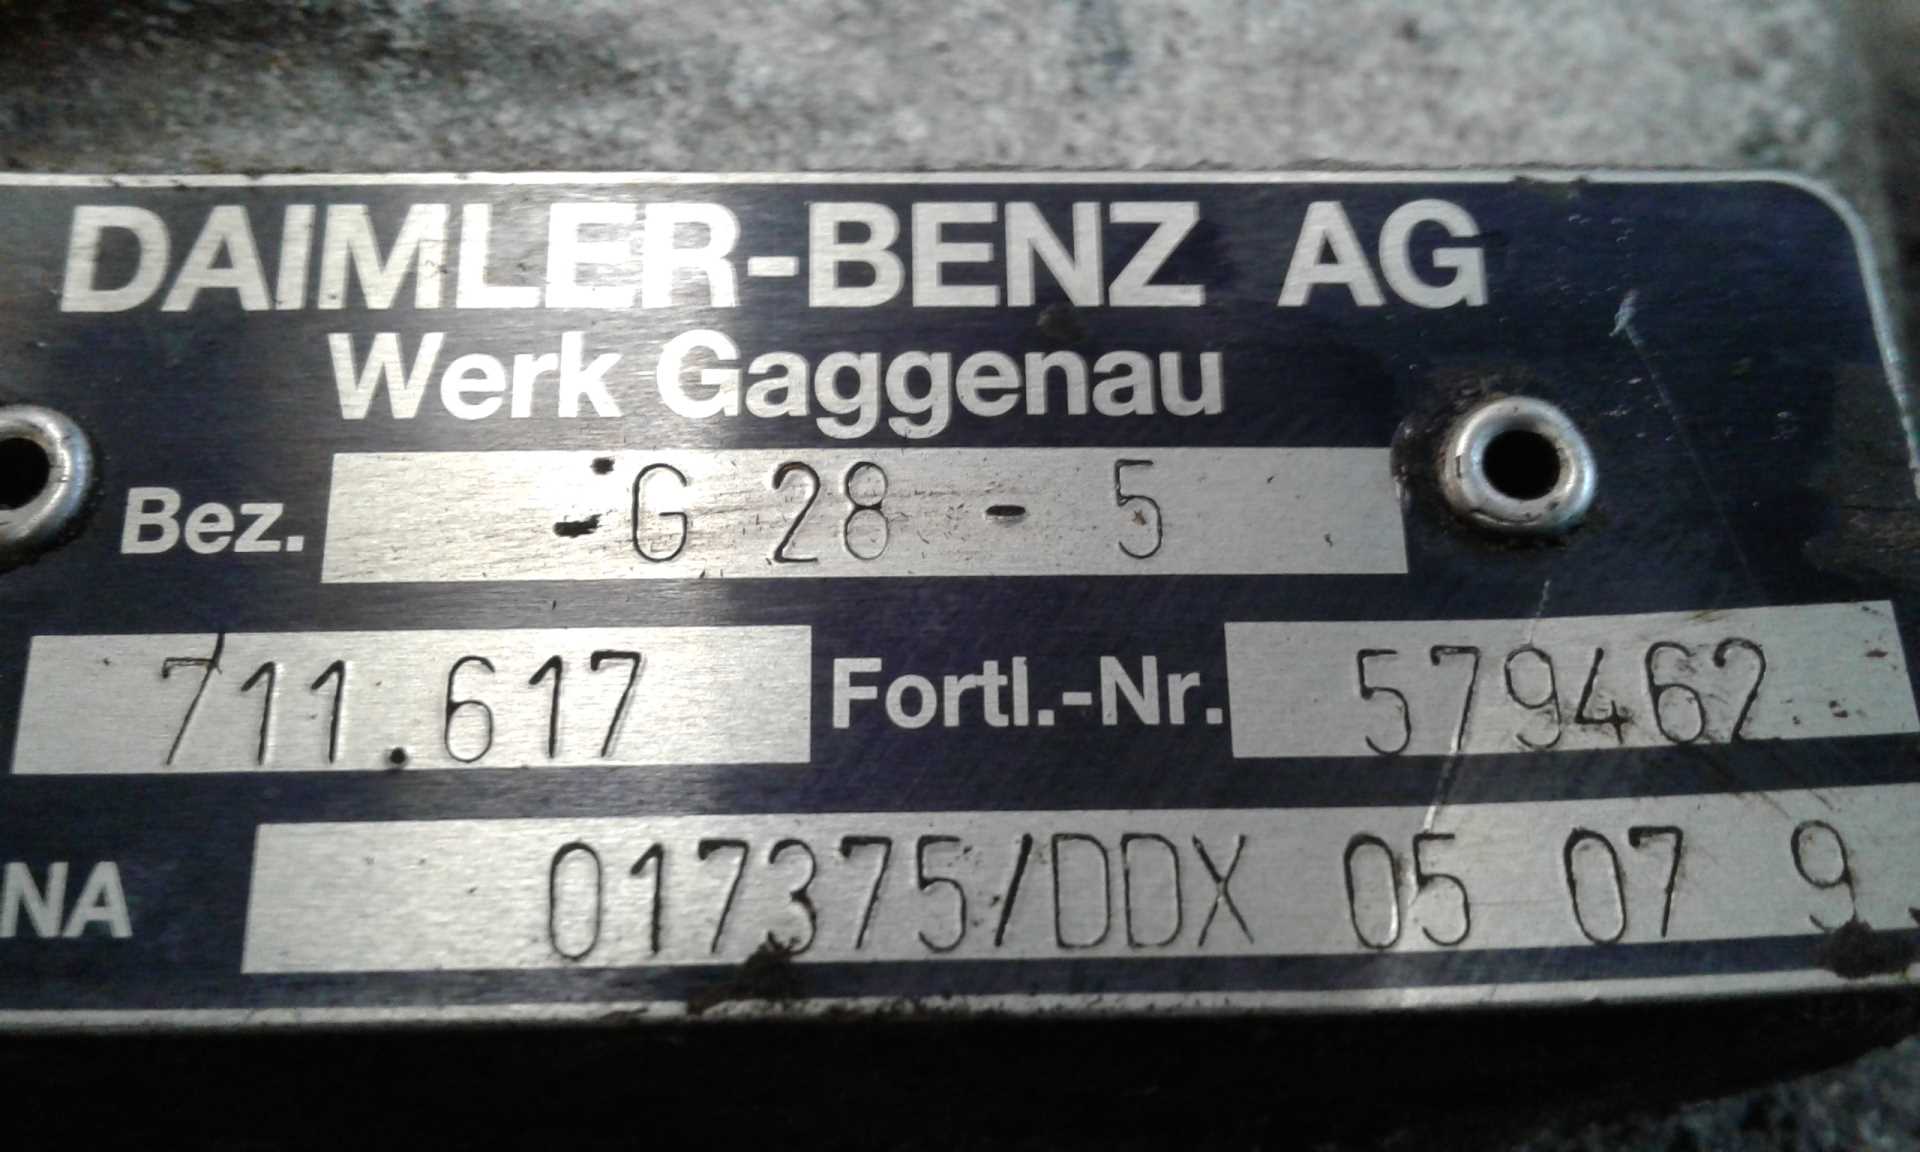 DAIMLER-BENZ AG
Werk Gaggenau
Bez. G 28 - 5
711.617 Fortl.-Nr. 579462
NA 017375/DDX 05 07 9